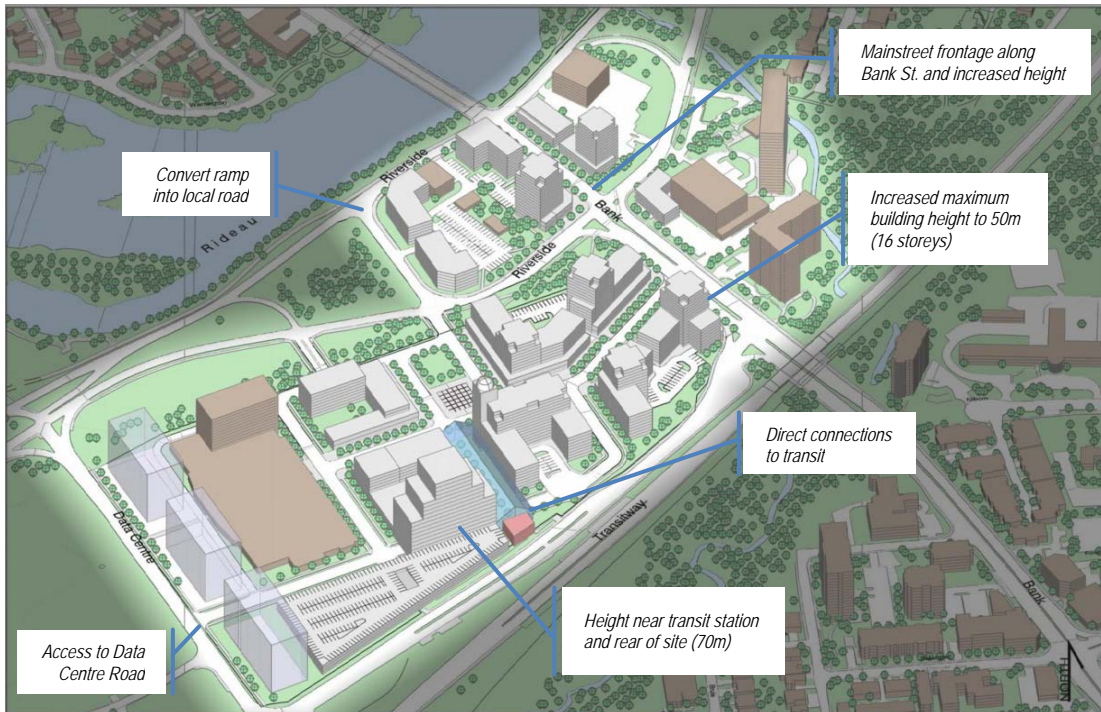 Mainstreet frontage along
Bank St. and increased height
Convert ramp
into local road
Riverside
Rideau
Bank
Increased maximum
building height to 50m
(16 storeys)
Riverside
Direct connections
to transit
Data Centre
Transitway
Height near transit station
and rear of site (70m)
Access to Data
Centre Road
Bank